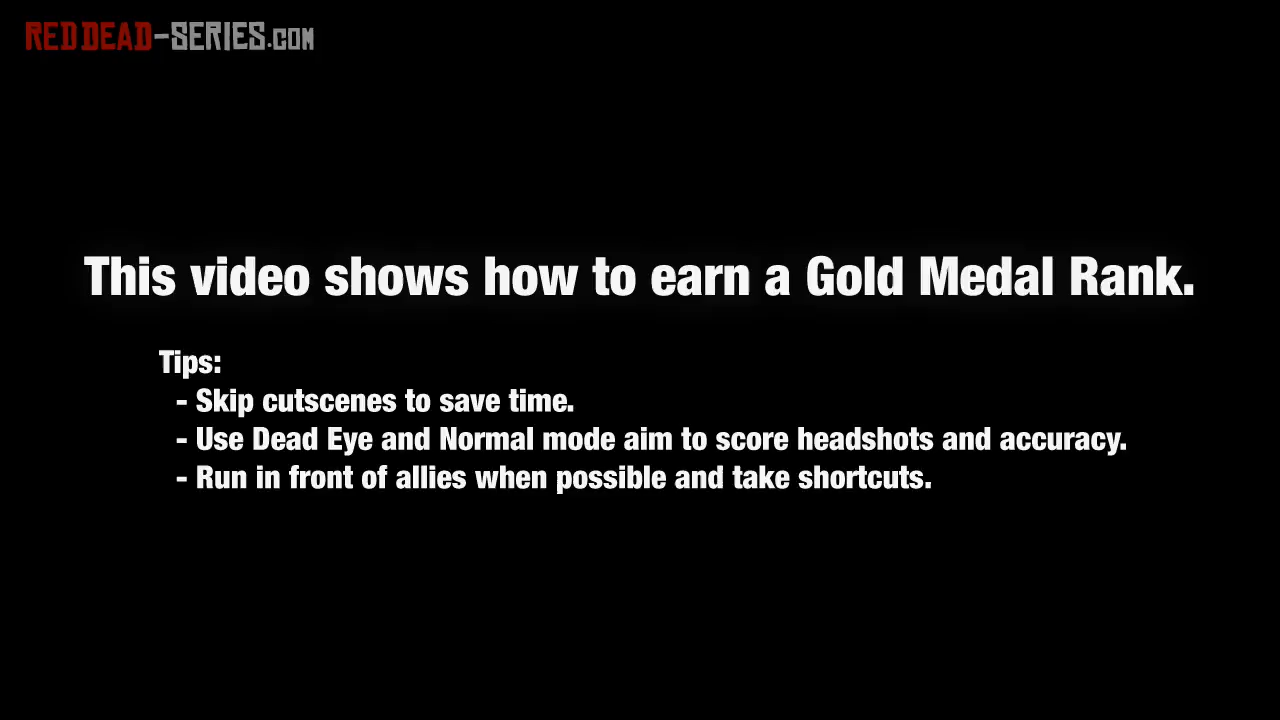 RED DEAD-SERIES.COM
This video shows how to earn a Gold Medal Rank.
Tips:
- Skip cutscenes to save time.
- Use Dead Eye and Normal mode aim to score headshots and accuracy.
- Run in front of allies when possible and take shortcuts.